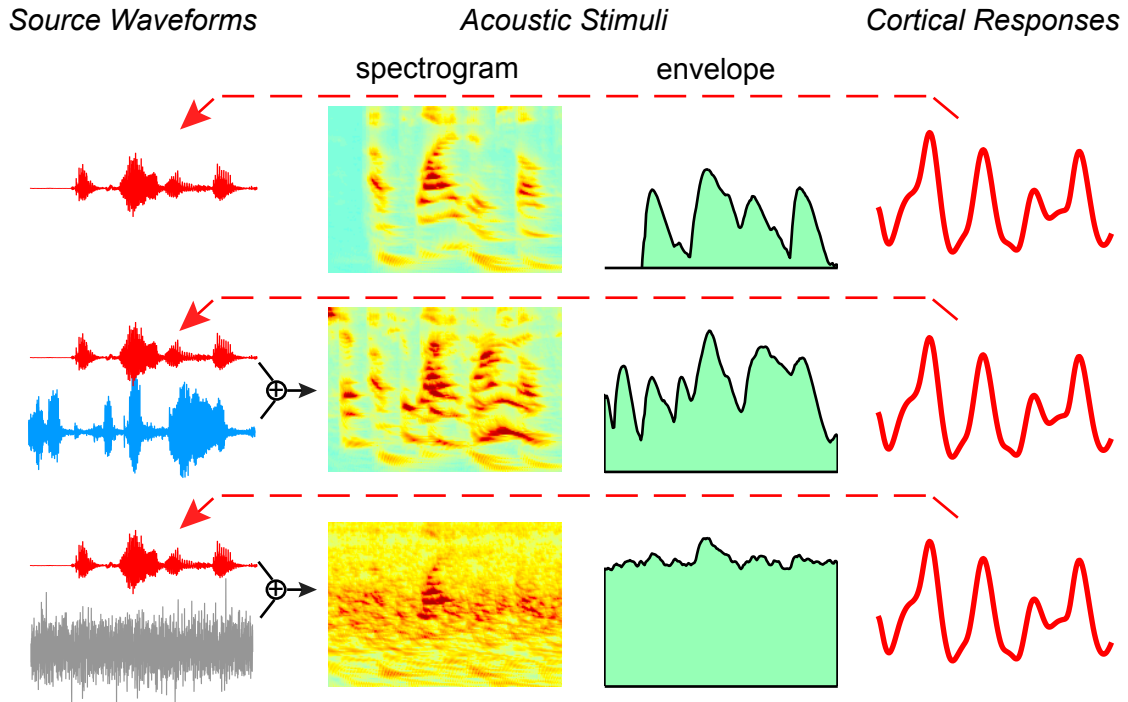 Source Waveforms
Acoustic Stimuli
Cortical Responses
spectrogram
envelope